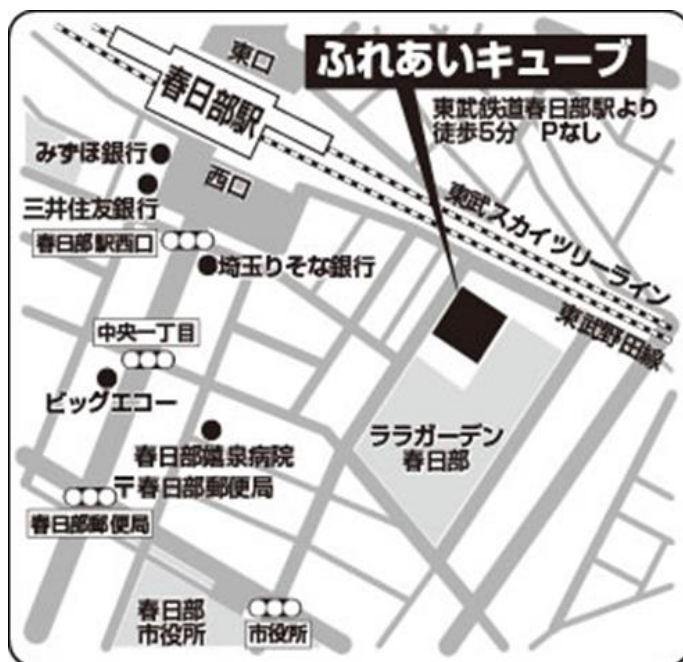 東口
ふれあいキューブ
春日部駅
東武鉄道春日部駅より
徒歩5分 Pなし
みずほ銀行
西口
三井住友銀行
東武スカイツリーライン
春日部駅西口
埼玉りそな銀行
東武野田線
中央一丁目
ビッグエコー
ララガーデン
春日部
春日部嬉泉病院
〒春日部郵便局
春日部郵便局
春日部
市役所
市役所